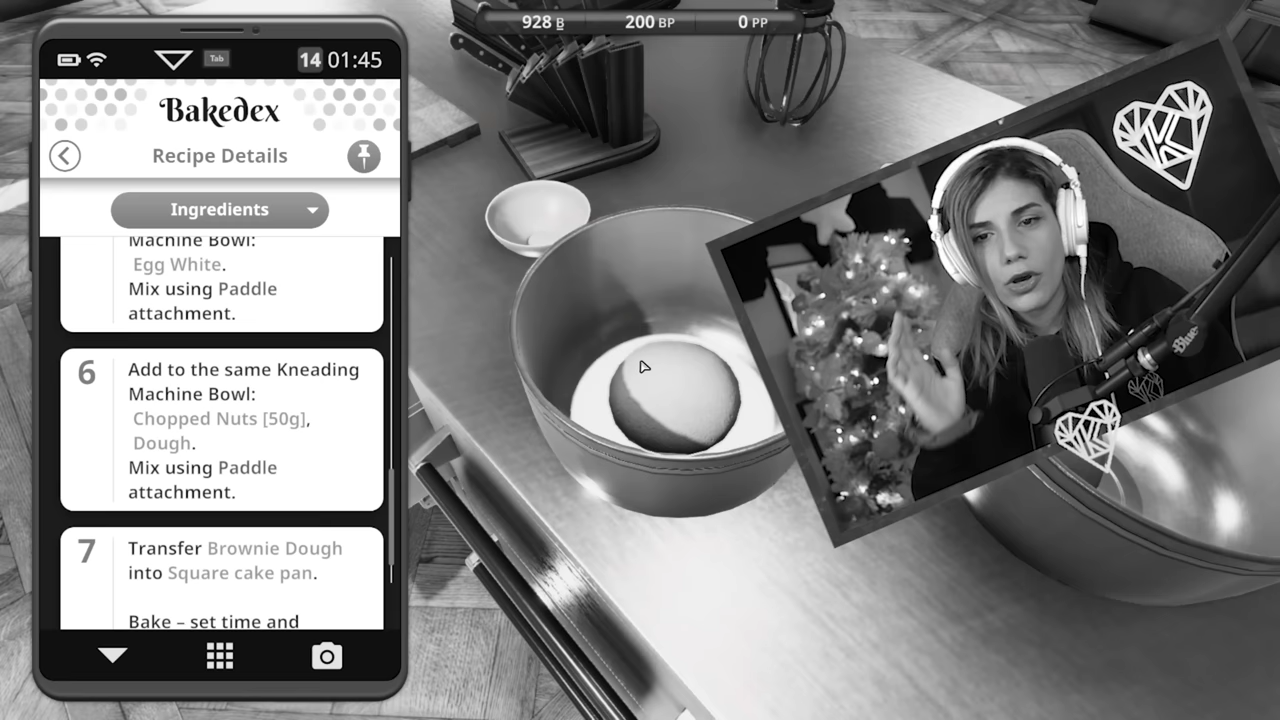 928 B 200 BP 0 PP
Tab 14 01:45
Bakedex
Recipe Details
Ingredients
Machine Bowl:
Egg White.
Mix using Paddle
attachment.
6 Add to the same Kneading
Machine Bowl:
Chopped Nuts [50g],
Dough.
Mix using Paddle
attachment.
7 Transfer Brownie Dough
into Square cake pan.
Bake – set time and
Blue